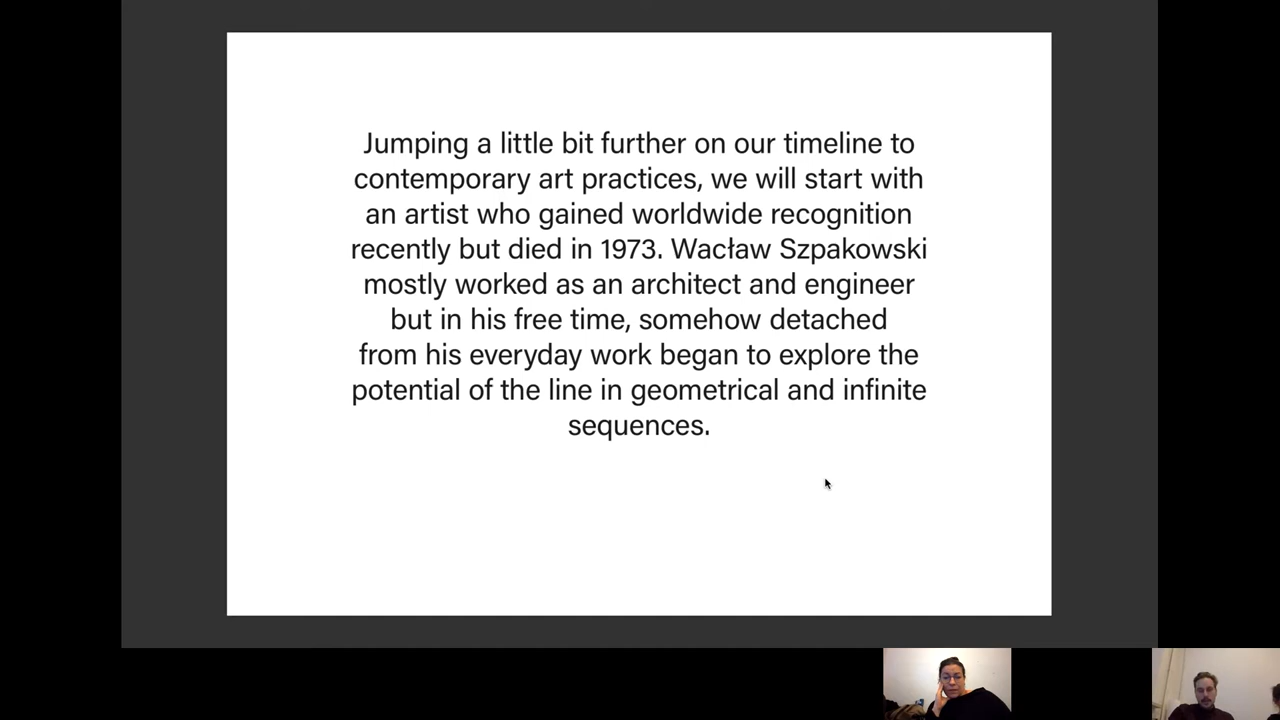 Jumping a little bit further on our timeline to
contemporary art practices, we will start with
an artist who gained worldwide recognition
recently but died in 1973. Wacław Szpakowski
mostly worked as an architect and engineer
but in his free time, somehow detached
from his everyday work began to explore the
potential of the line in geometrical and infinite
sequences.